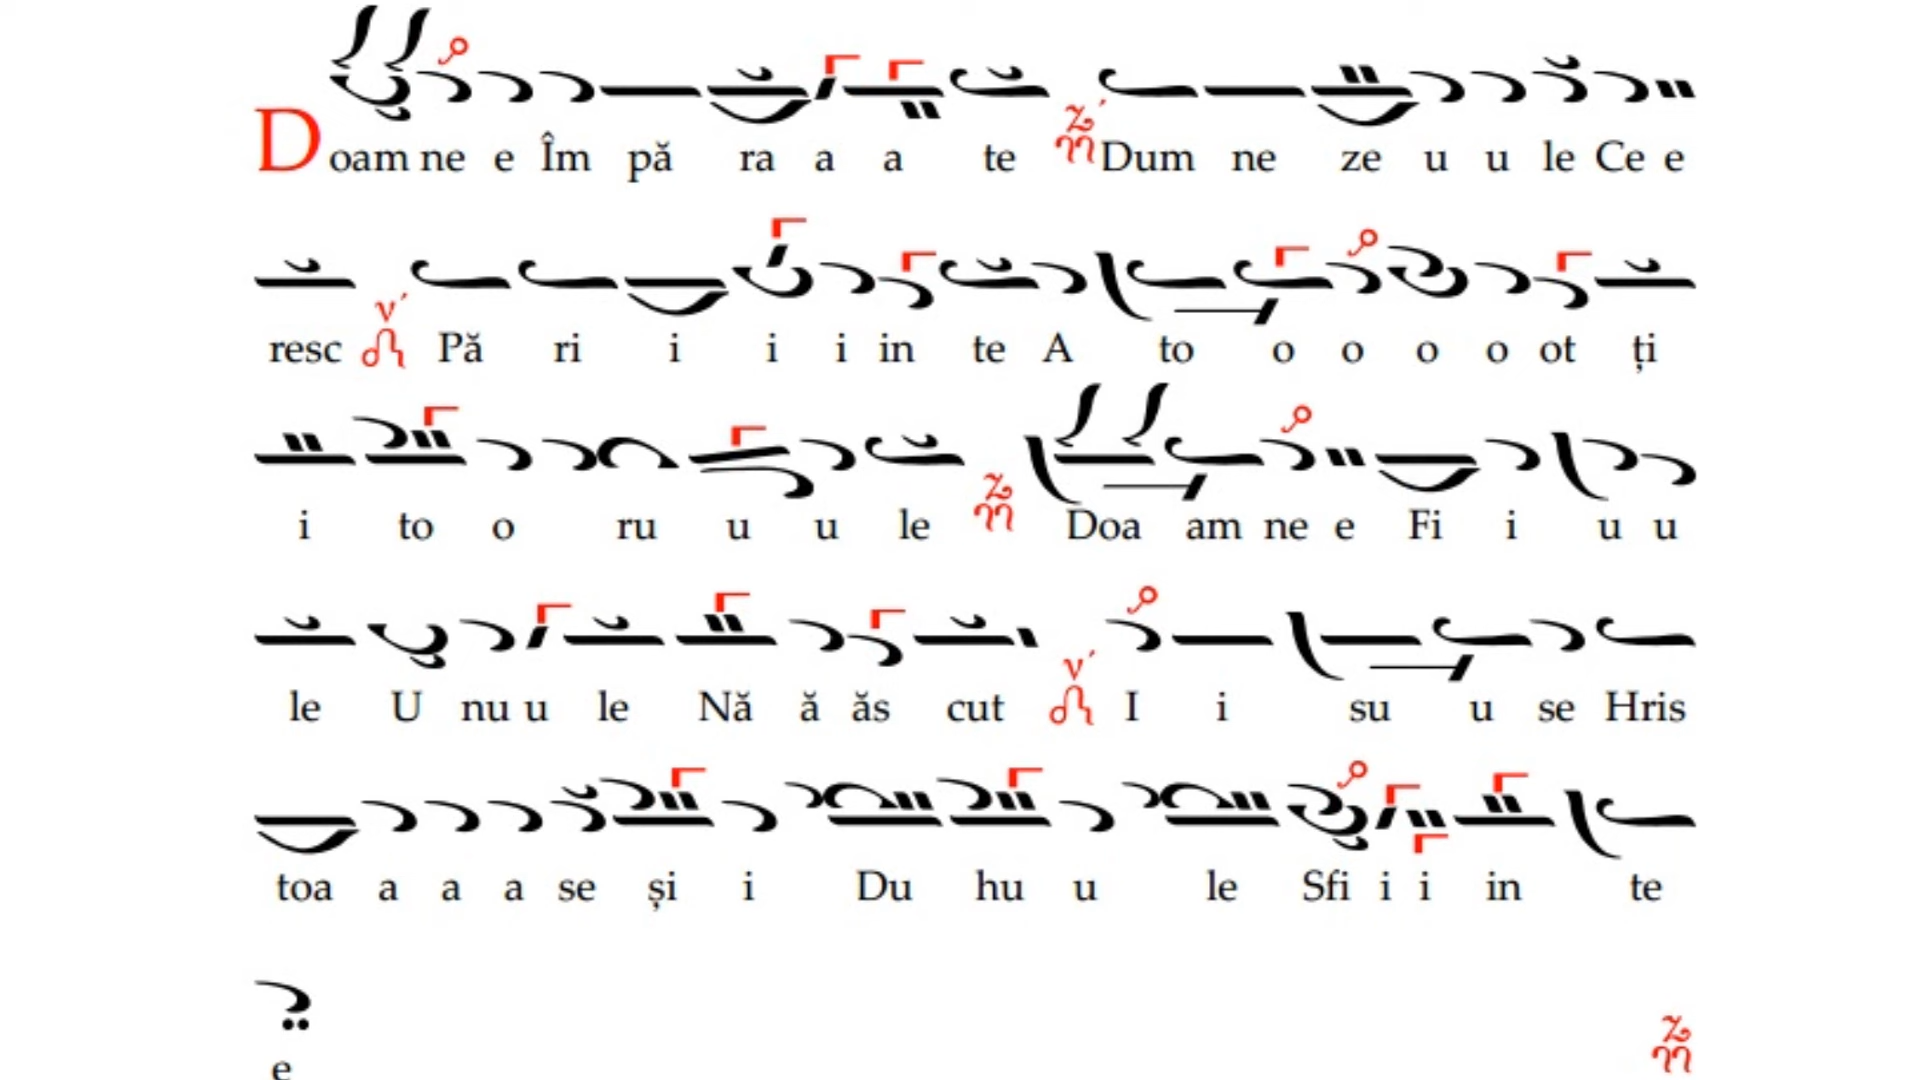 Doam ne e Îm pă ra a a te Dum ne ze u u le Ce e
resc Pă ri i i i in te A to o o o o ot ți
i to o ru u u le Doa am ne e Fi i u u
le U nu u le Nă ă ăs cut I i su u se Hris
toa a a a se și i Du hu u le Sfi i i in te
e